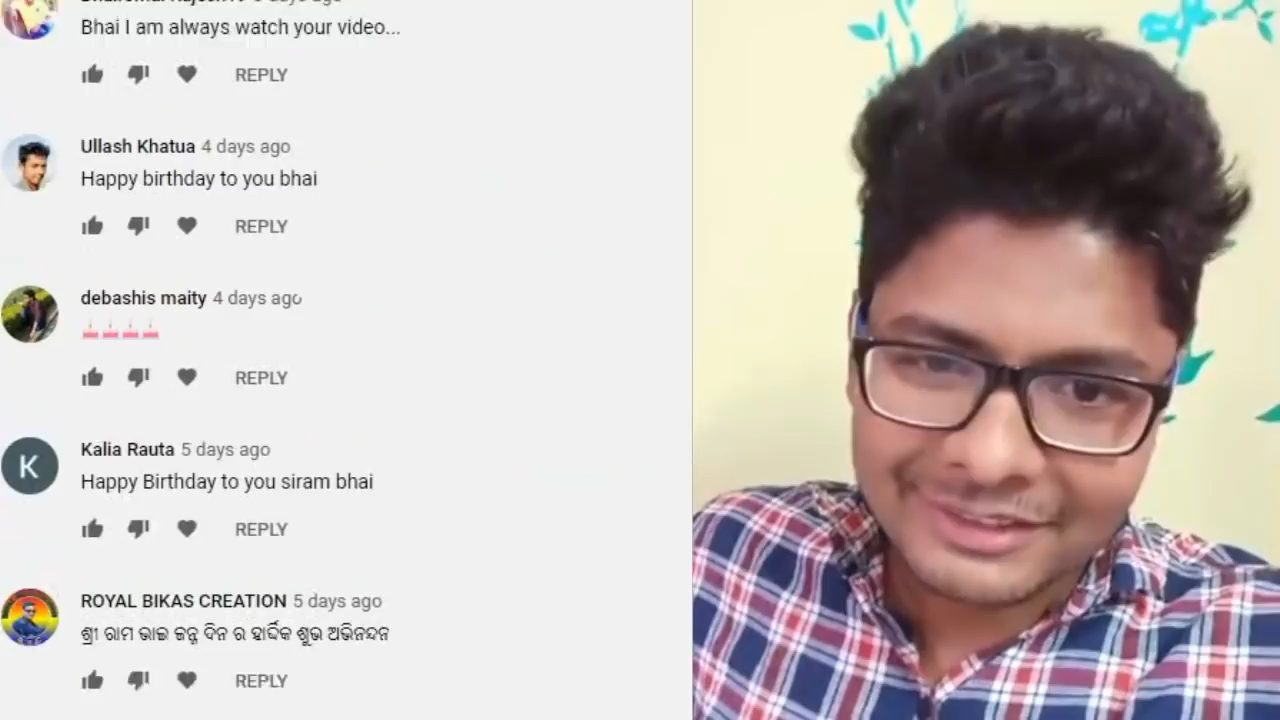 Bhai I am always watch your video...
REPLY
Ullash Khatua 4 days ago
Happy birthday to you bhai
REPLY
debashis maity 4 days ago
REPLY
K
Kalia Rauta 5 days ago
Happy Birthday to you siram bhai
REPLY
ROYAL BIKAS CREATION 5 days ago
ଶ୍ରୀ ରାମ ଭାଇ ଜନ୍ମ ଦିନ ର ହାର୍ଦ୍ଦିକ ଶୁଭ ଅଭିନନ୍ଦନ
REPLY